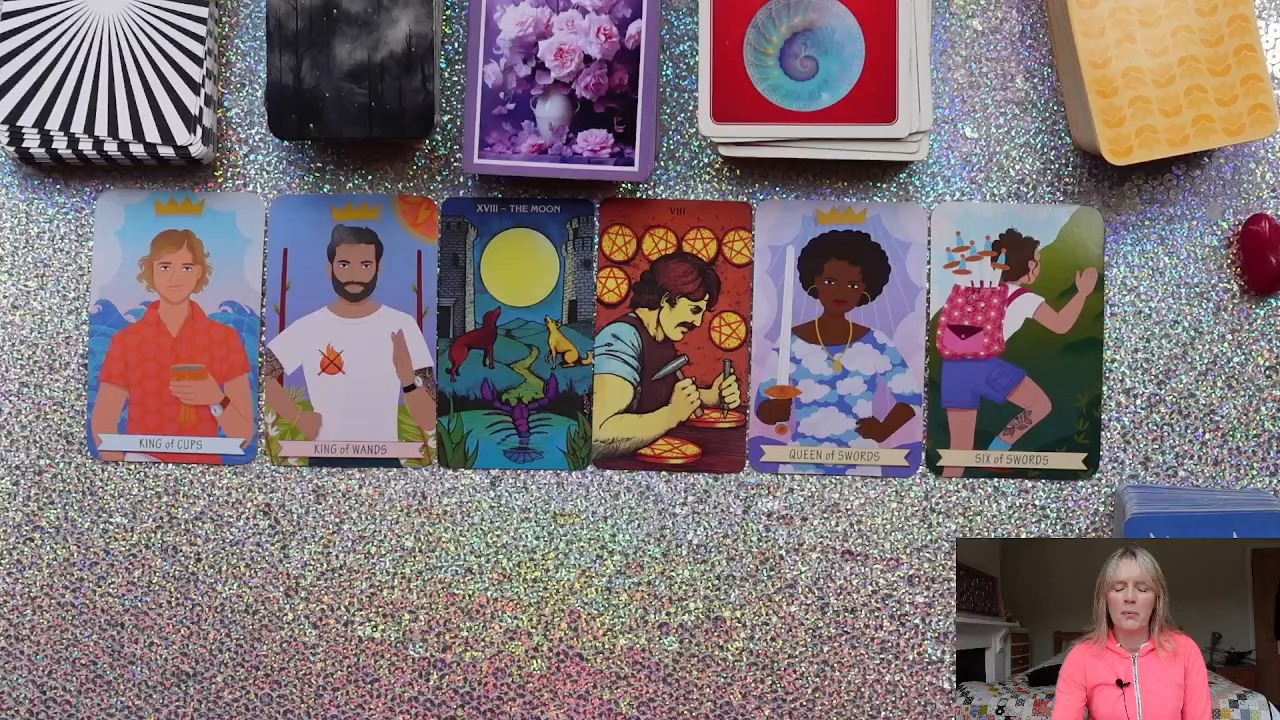 XVIII – THE MOON
VIII
KING of CUPS
KING of WANDS
QUEEN of SWORDS
SIX of SWORDS